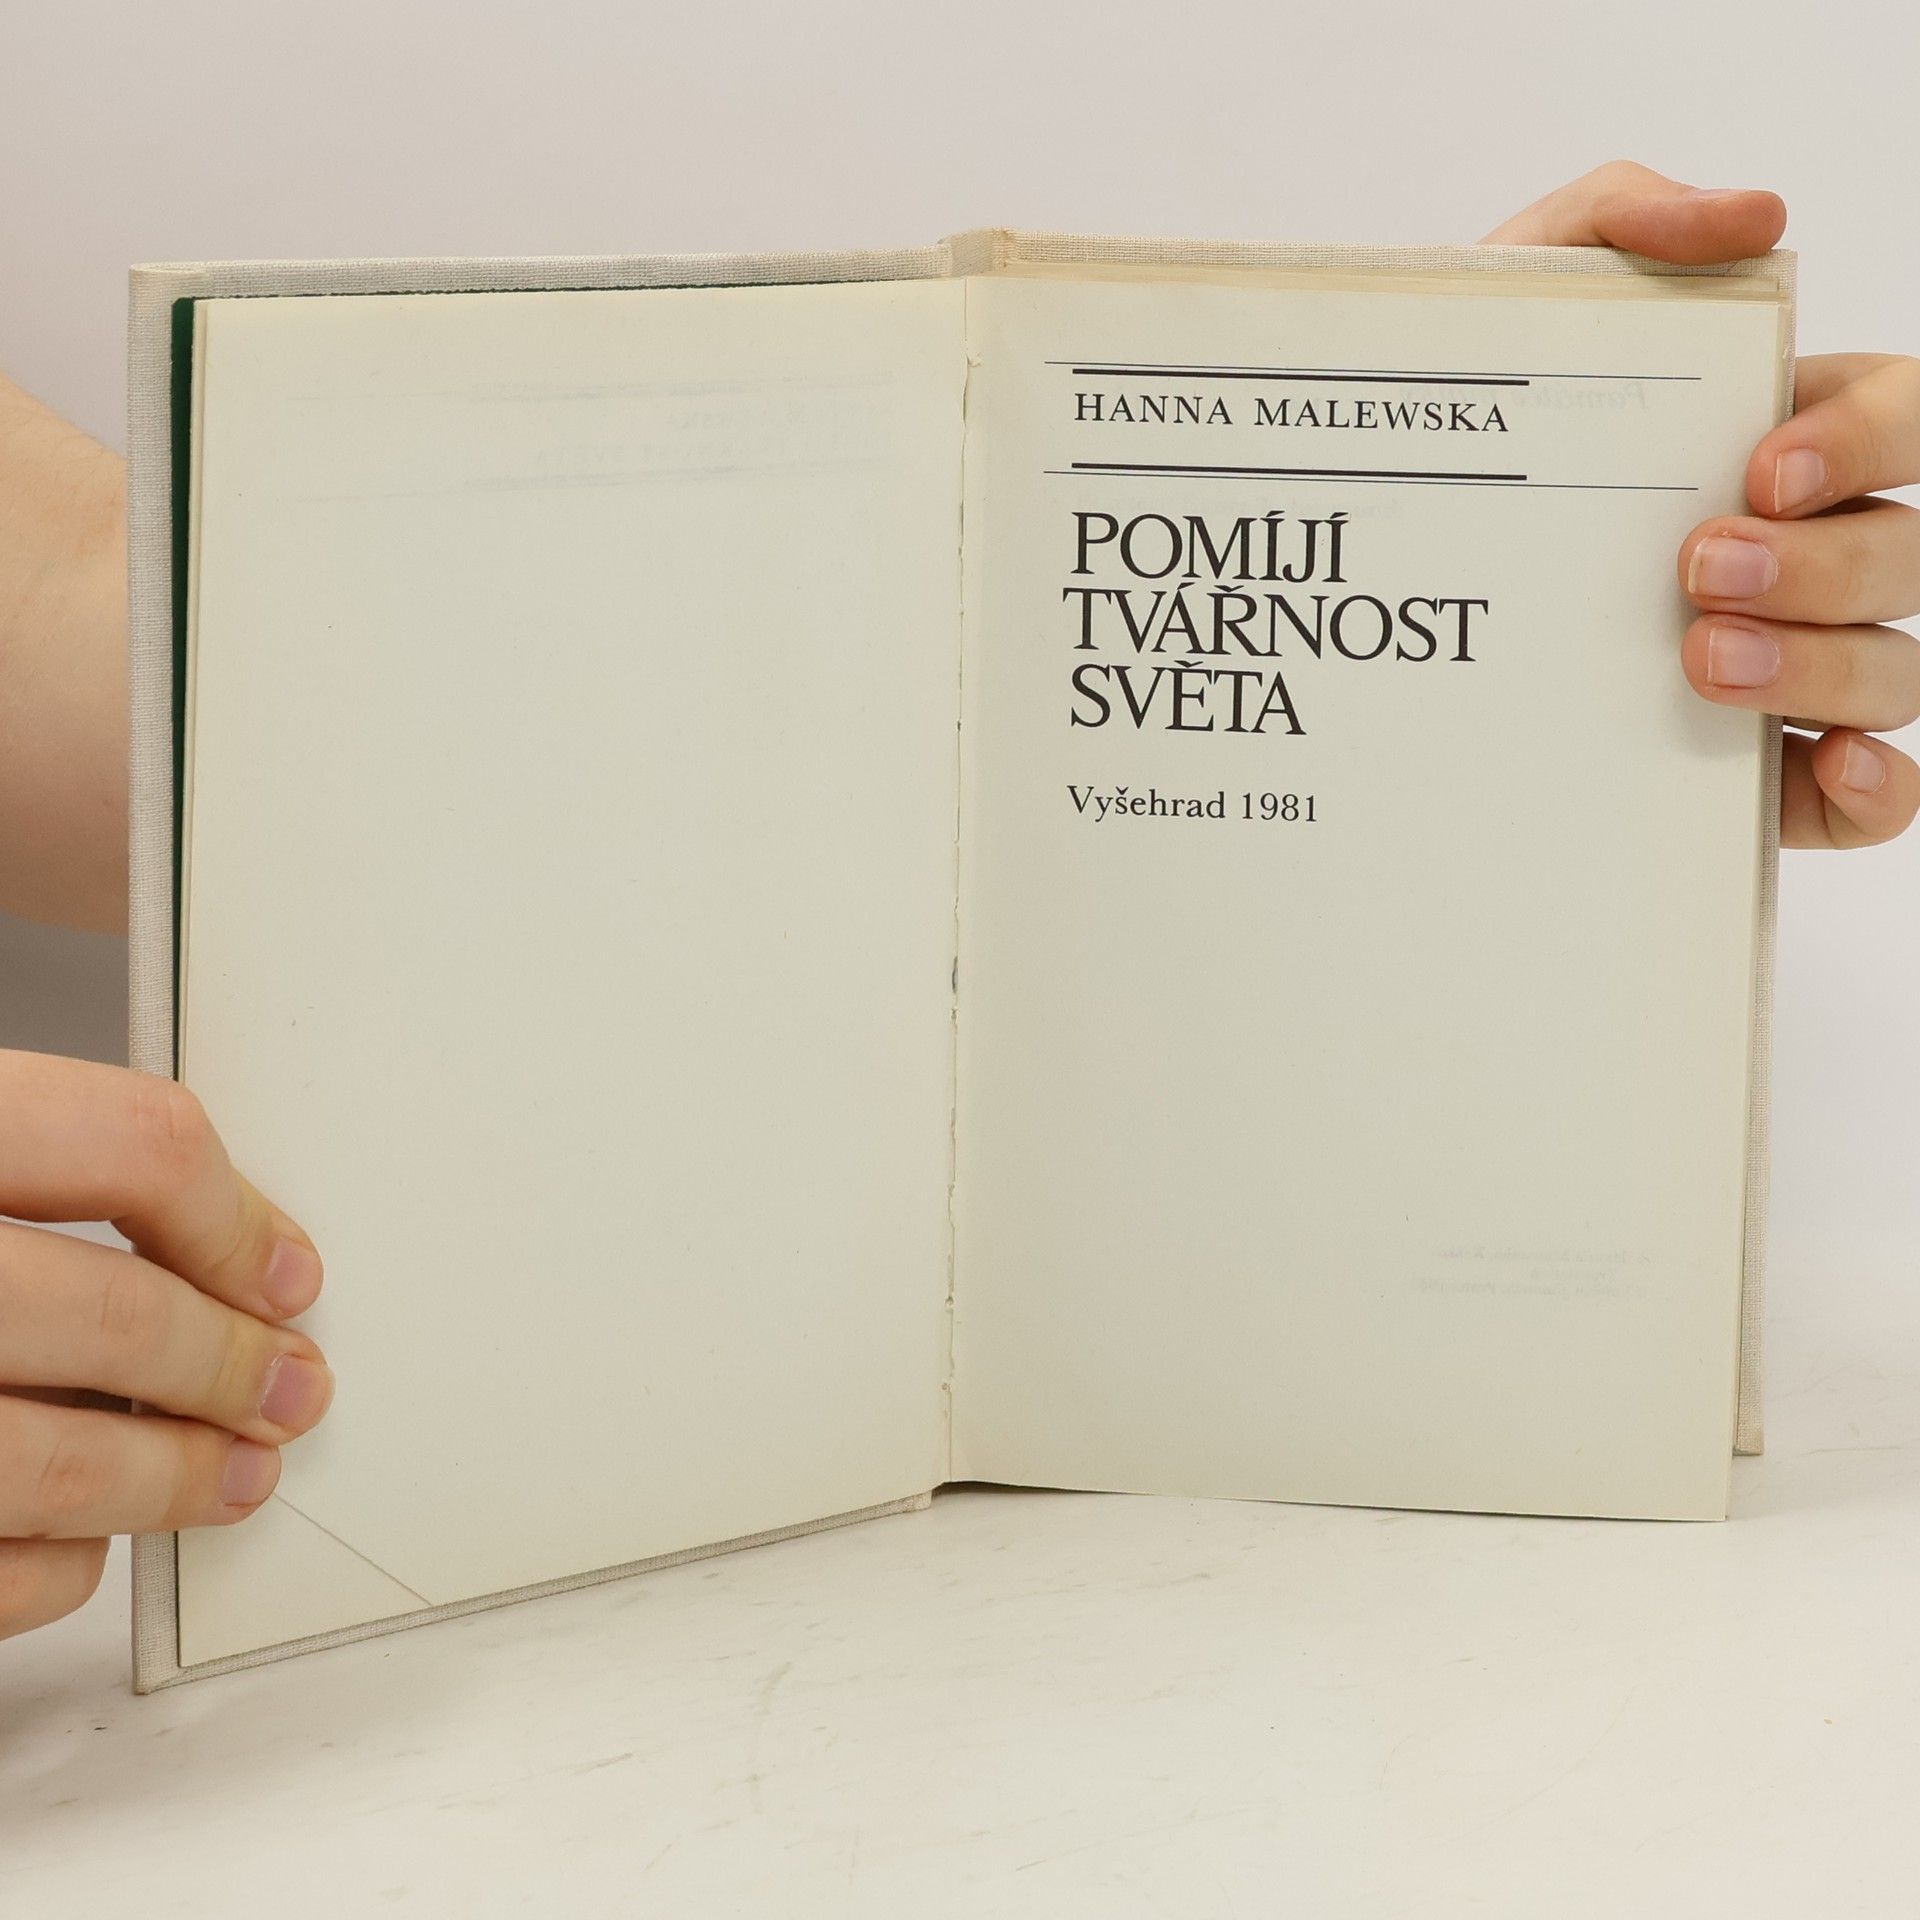 HANNA MALEWSKA
POMÍJÍ
TVÁŘNOST
SVĚTA
Vyšehrad 1981